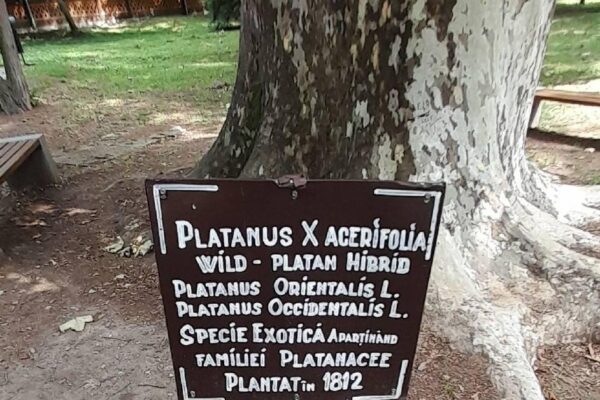 PLATANUS X ACERIFOLIA
WILD - PLATAN HIBRID
PLATANUS ORIENTALIS L.
PLATANUS OCCIDENTALIS L.
SPECIE EXOTICĂ APARȚINÂND
FAMILIEI PLATANACEE
PLANTAT în 1812